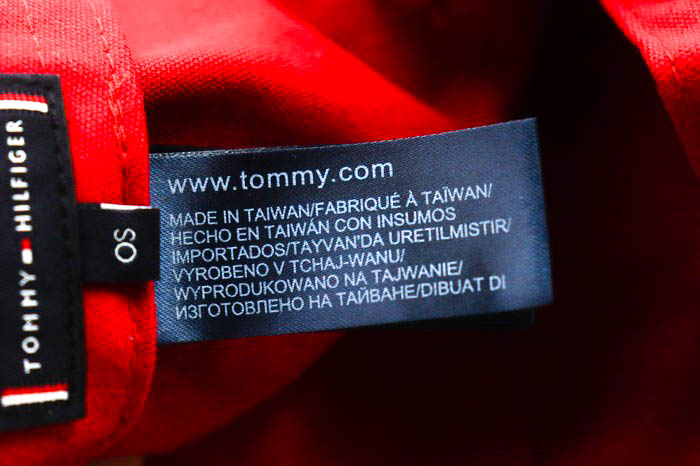 TOMMY HILFIGER
OS
www.tommy.com
MADE IN TAIWAN/FABRIQUÉ À TAÏWAN/
HECHO EN TAIWÁN CON INSUMOS
IMPORTADOS/TAYVAN'DA URETILMISTIR/
VYROBENO V TCHAJ-WANU/
WYPRODUKOWANO NA TAJWANIE/
ИЗГОТОВЛЕНО НА ТАЙВАНЕ/DIBUAT DI